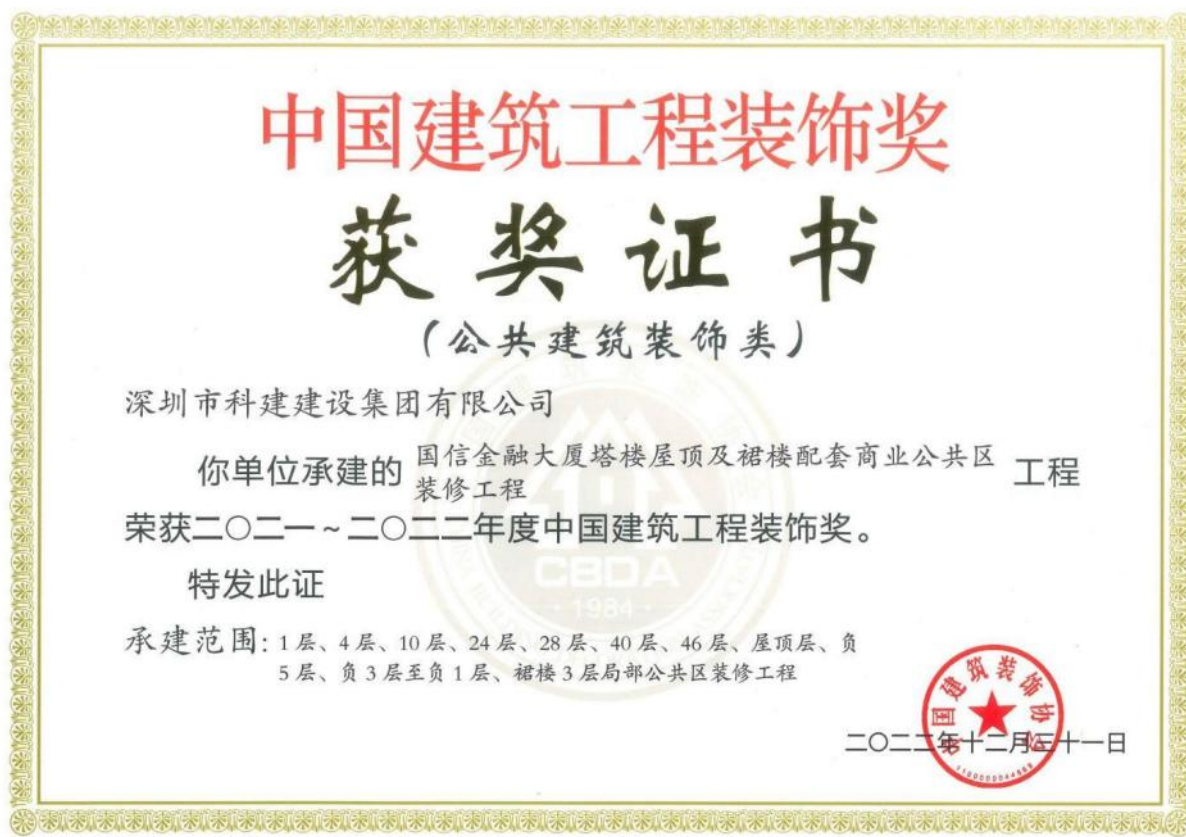 中国建筑工程装饰奖
获奖证书
（公共建筑装饰类）
深圳市科建建设集团有限公司
你单位承建的 国信金融大厦塔楼屋顶及裙楼配套商业公共区
装修工程 工程
荣获二〇二一～二〇二二年度中国建筑工程装饰奖。
特发此证
承建范围：1层、4层、10层、24层、28层、40层、46层、屋顶层、负
5层、负3层至负1层、裙楼3层局部公共区装修工程
二〇二二年十二月三十一日
中国建筑装饰协会
CBDA
·1984·